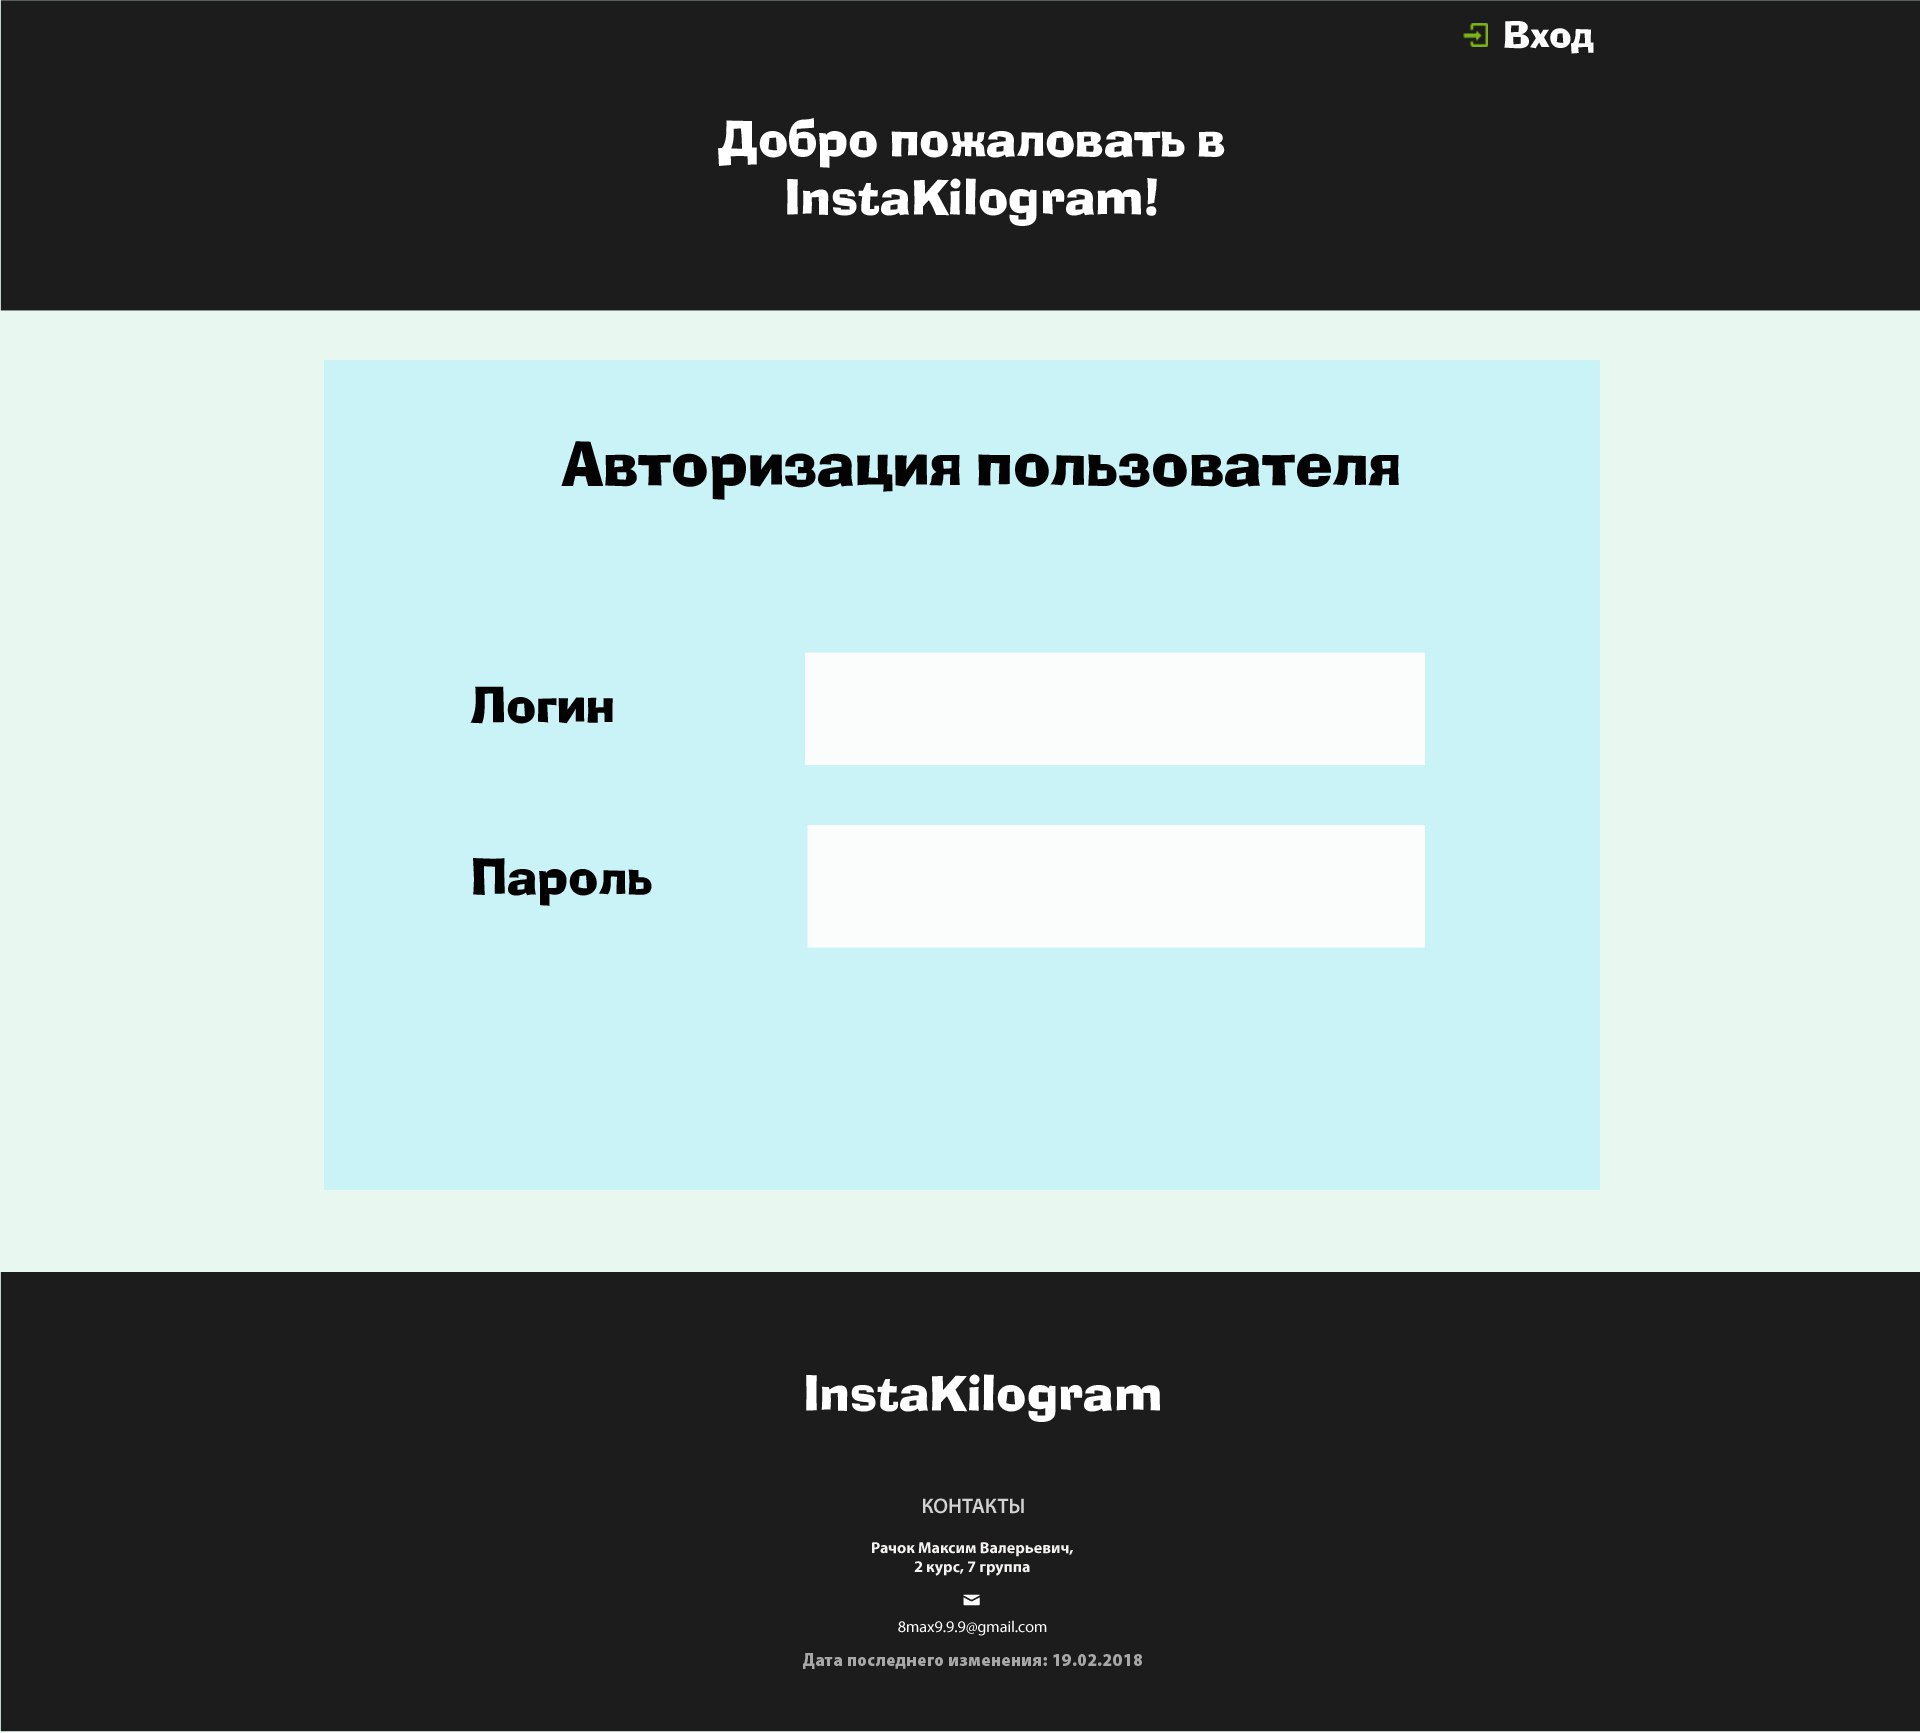 Вход
Добро пожаловать в
InstaKilogram!
Авторизация пользователя
Логин
Пароль
InstaKilogram
КОНТАКТЫ
Рачок Максим Валерьевич,
2 курс, 7 группа
8max9.9.9@gmail.com
Дата последнего изменения: 19.02.2018